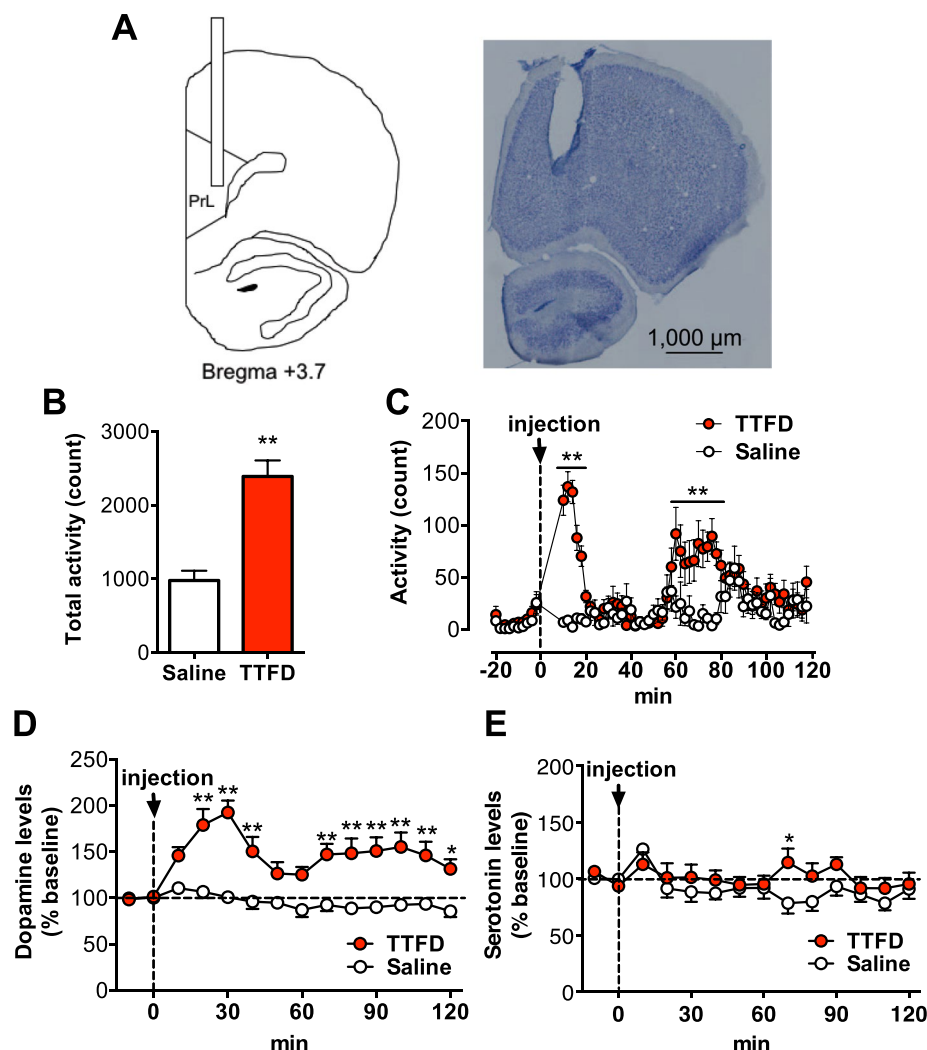 A
PrL
Bregma +3.7
1,000 µm
B
Total activity (count)
3000
2000
1000
0
**
Saline
TTFD
C
Activity (count)
200
150
100
50
0
injection
**
**
TTFD
Saline
-20
0
20
40
60
80
100
120
min
D
Dopamine levels
(% baseline)
250
200
150
100
50
0
injection
**
**
**
**
**
**
**
**
*
TTFD
Saline
0
30
60
90
120
min
E
Serotonin levels
(% baseline)
200
150
100
50
0
injection
*
TTFD
Saline
0
30
60
90
120
min